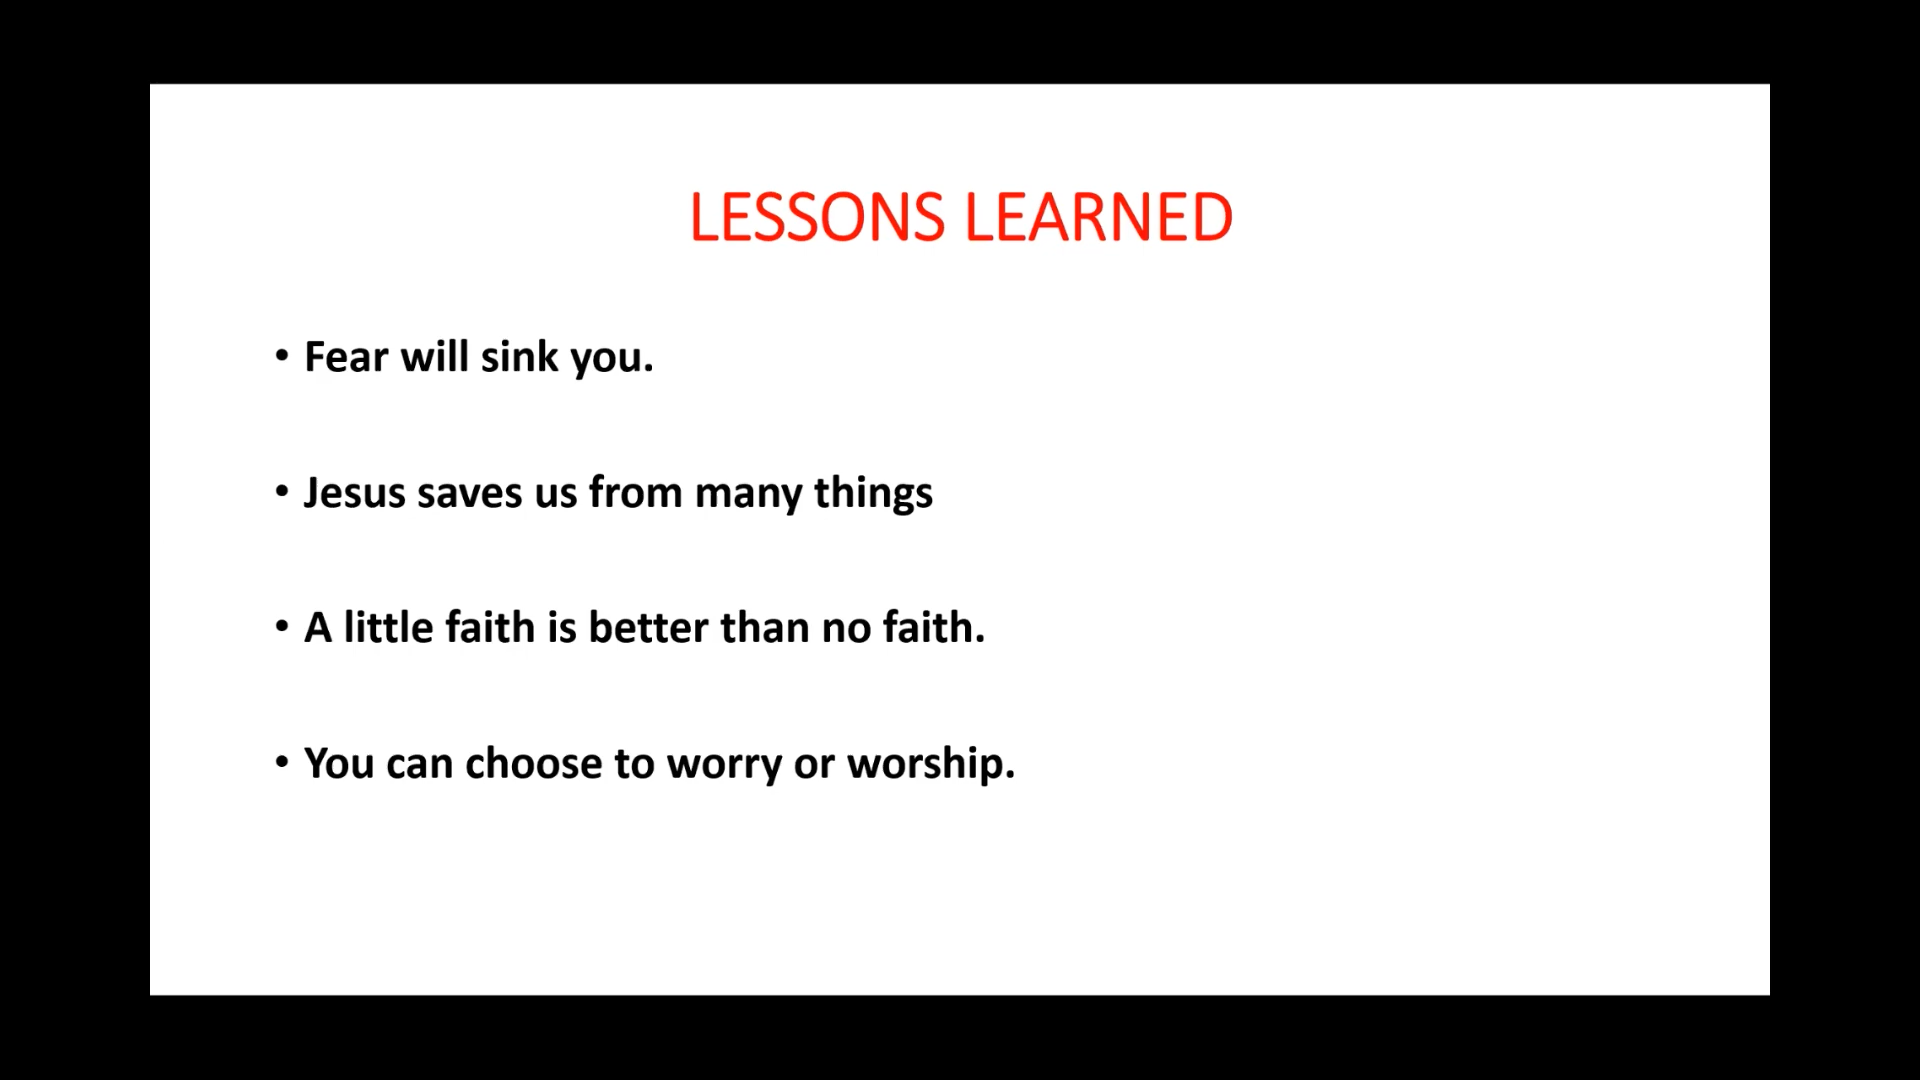 LESSONS LEARNED
• Fear will sink you.
• Jesus saves us from many things
• A little faith is better than no faith.
• You can choose to worry or worship.